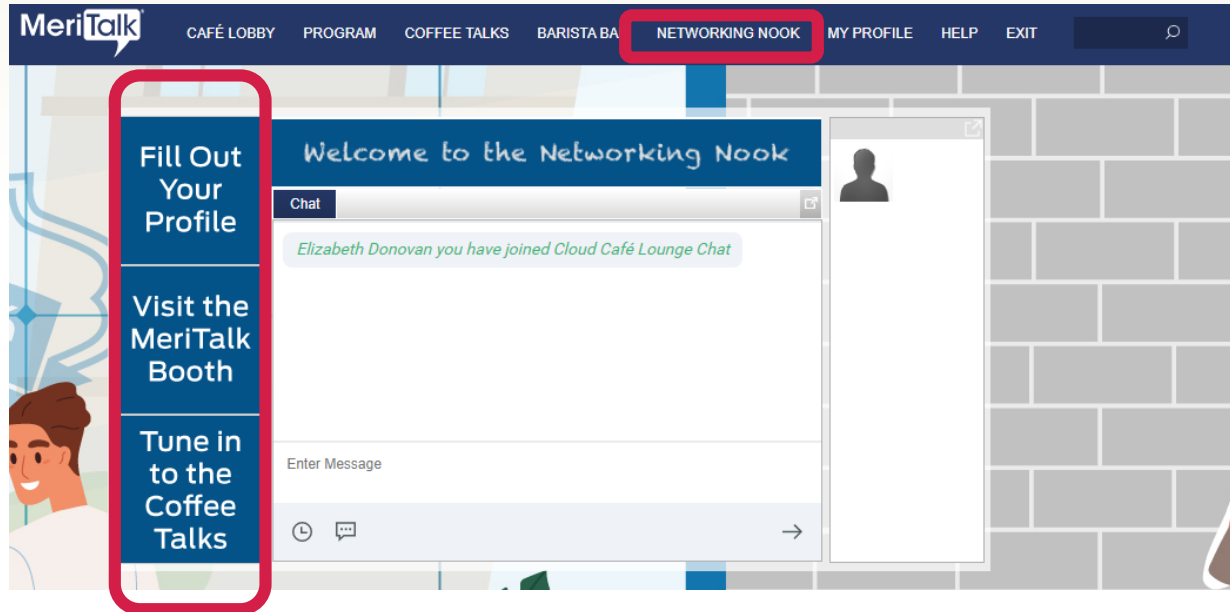 MeriTalk
CAFÉ LOBBY PROGRAM COFFEE TALKS BARISTA BA NETWORKING NOOK MY PROFILE HELP EXIT
Fill Out
Your
Profile
Visit the
MeriTalk
Booth
Tune in
to the
Coffee
Talks
Welcome to the Networking Nook
Chat
Elizabeth Donovan you have joined Cloud Café Lounge Chat
Enter Message